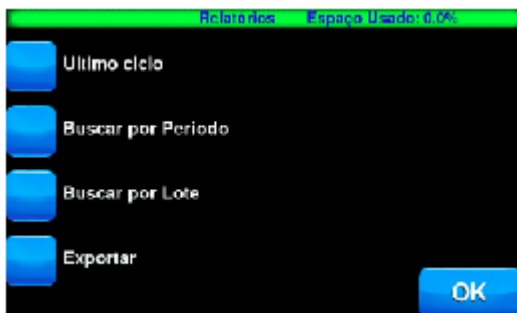 Relatórios Espaço Usado: 0.0%
Ultimo ciclo
Buscar por Periodo
Buscar por Lote
Exportar
OK